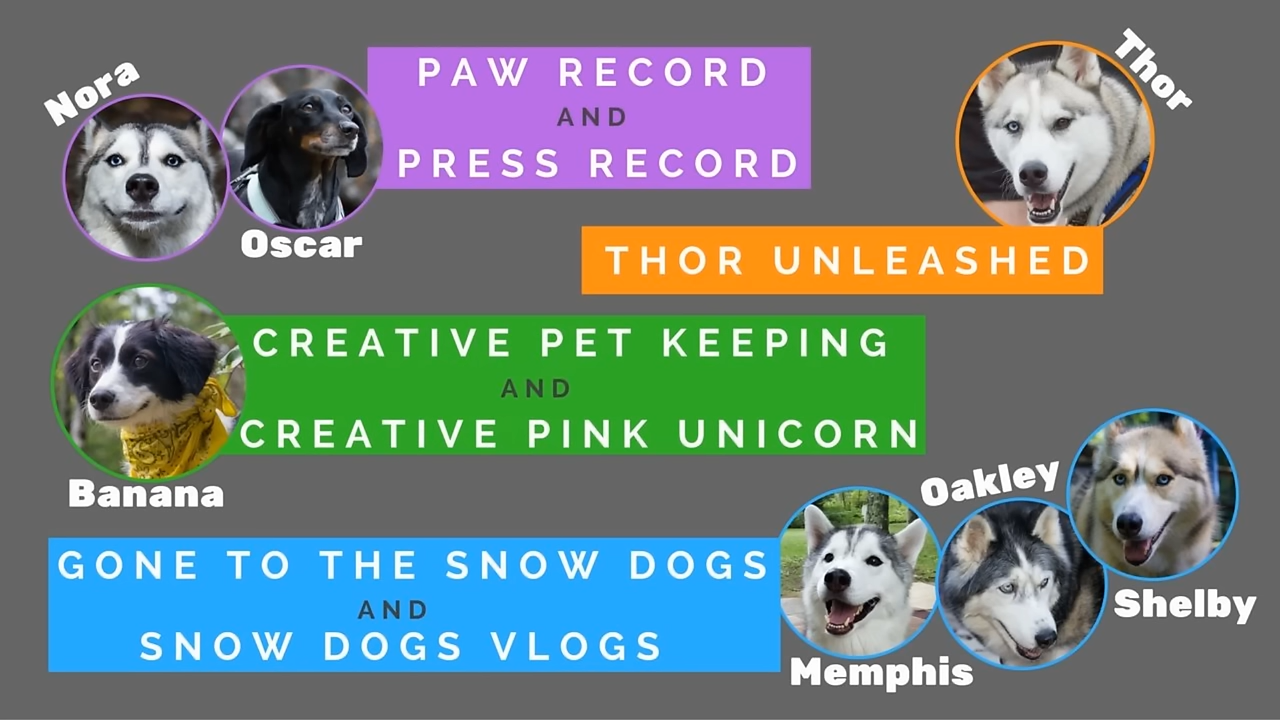 Nora
Oscar
PAW RECORD
AND
PRESS RECORD
Thor
THOR UNLEASHED
Banana
CREATIVE PET KEEPING
AND
CREATIVE PINK UNICORN
GONE TO THE SNOW DOGS
AND
SNOW DOGS VLOGS
Memphis
Oakley
Shelby